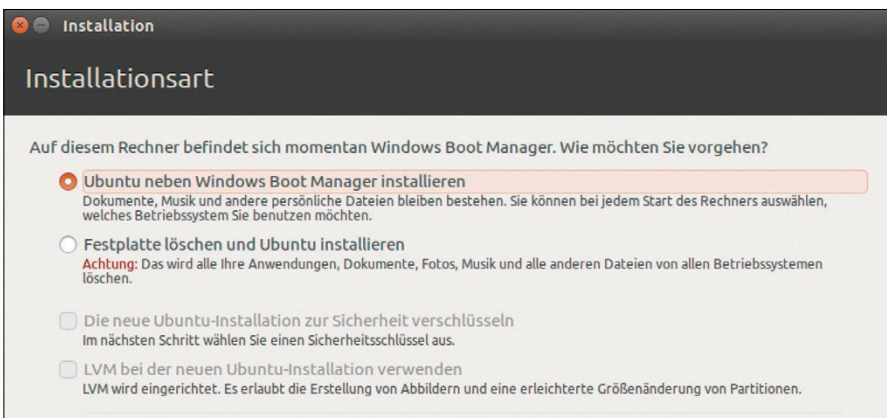 Installation
Installationsart
Auf diesem Rechner befindet sich momentan Windows Boot Manager. Wie möchten Sie vorgehen?
Ubuntu neben Windows Boot Manager installieren
Dokumente, Musik und andere persönliche Dateien bleiben bestehen. Sie können bei jedem Start des Rechners auswählen,
welches Betriebssystem Sie benutzen möchten.
Festplatte löschen und Ubuntu installieren
Achtung: Das wird alle Ihre Anwendungen, Dokumente, Fotos, Musik und alle anderen Dateien von allen Betriebssystemen
löschen.
Die neue Ubuntu-Installation zur Sicherheit verschlüsseln
Im nächsten Schritt wählen Sie einen Sicherheitsschlüssel aus.
LVM bei der neuen Ubuntu-Installation verwenden
LVM wird eingerichtet. Es erlaubt die Erstellung von Abbildern und eine erleichterte Größenänderung von Partitionen.